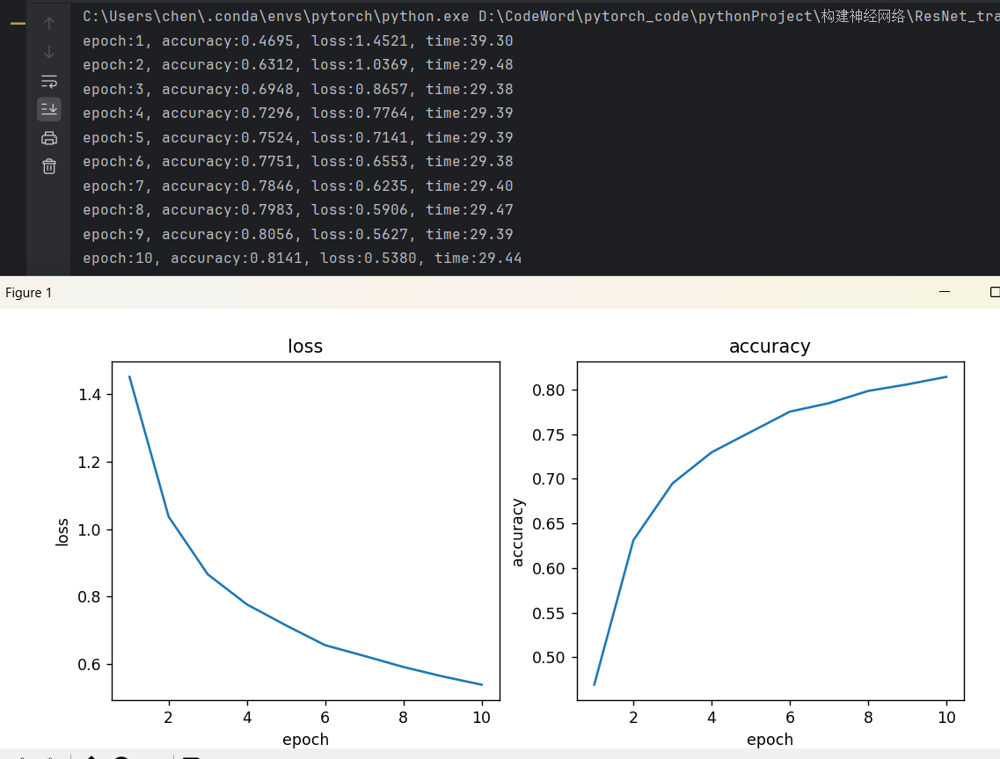 C:\Users\chen\.conda\envs\pytorch\python.exe D:\CodeWord\pytorch_code\pythonProject\构建神经网络\ResNet_tra
epoch:1, accuracy:0.4695, loss:1.4521, time:39.30
epoch:2, accuracy:0.6312, loss:1.0369, time:29.48
epoch:3, accuracy:0.6948, loss:0.8657, time:29.38
epoch:4, accuracy:0.7296, loss:0.7764, time:29.39
epoch:5, accuracy:0.7524, loss:0.7141, time:29.39
epoch:6, accuracy:0.7751, loss:0.6553, time:29.38
epoch:7, accuracy:0.7846, loss:0.6235, time:29.40
epoch:8, accuracy:0.7983, loss:0.5906, time:29.47
epoch:9, accuracy:0.8056, loss:0.5627, time:29.39
epoch:10, accuracy:0.8141, loss:0.5380, time:29.44
Figure 1
loss
1.4
1.2
1.0
0.8
0.6
loss
2 4 6 8 10
epoch
accuracy
0.80
0.75
0.70
0.65
0.60
0.55
0.50
accuracy
2 4 6 8 10
epoch